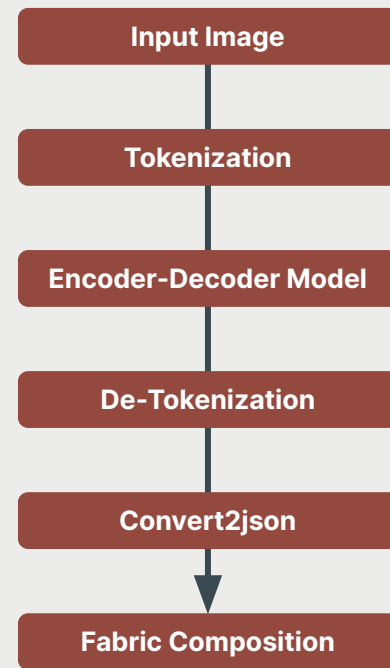 Input Image
Tokenization
Encoder-Decoder Model
De-Tokenization
Convert2json
Fabric Composition